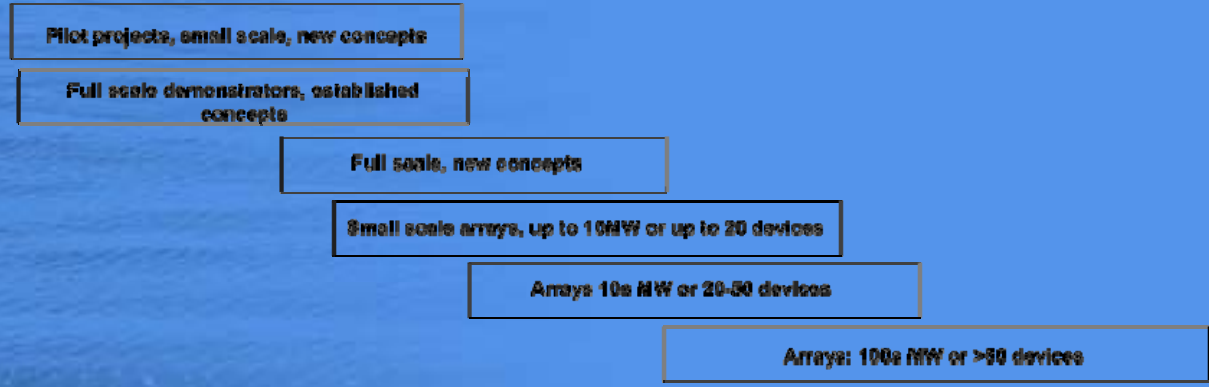 Pilot projects, small scale, new concepts
Full scale demonstrators, established
concepts
Full scale, new concepts
Small scale arrays, up to 10MW or up to 20 devices
Arrays 10s MW or 20-50 devices
Arrays: 100s MW or >50 devices